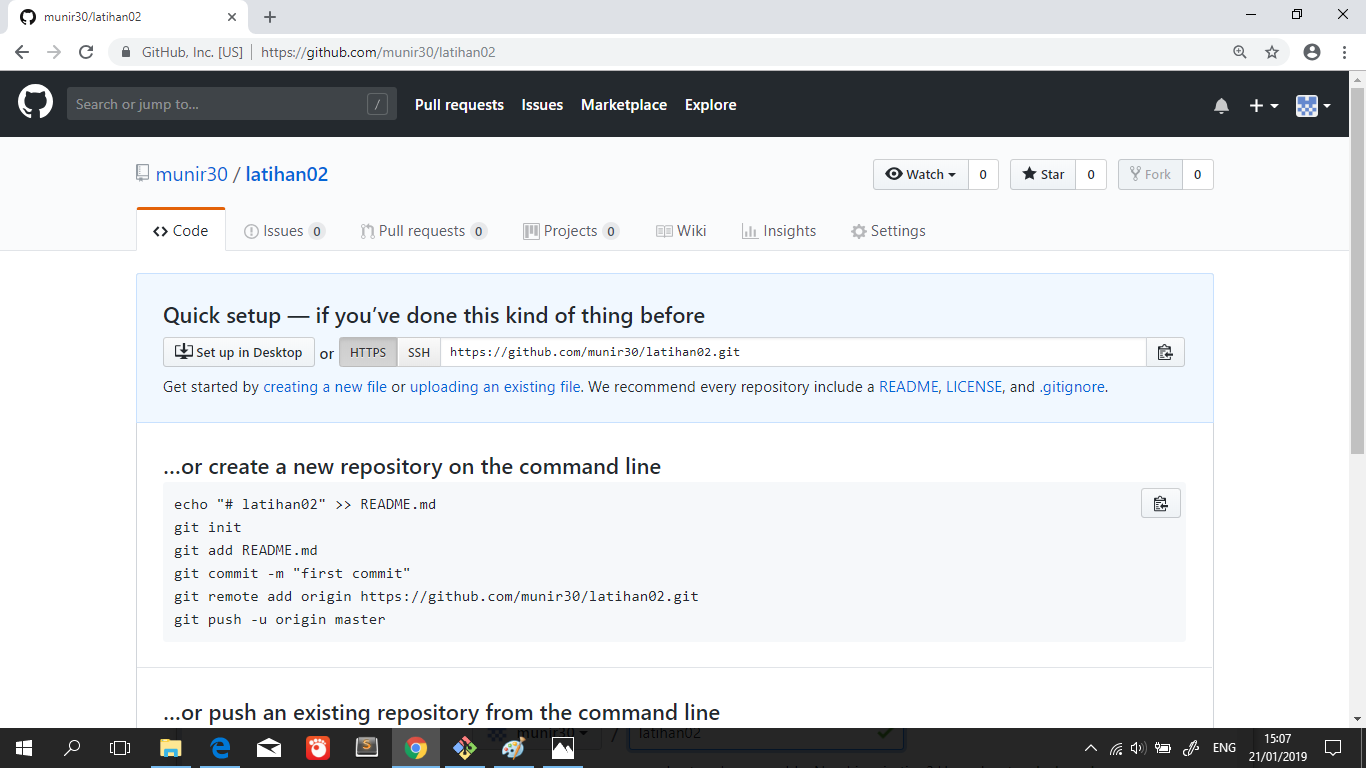 munir30/latihan02
GitHub, Inc. [US] https://github.com/munir30/latihan02
Search or jump to... / Pull requests Issues Marketplace Explore
munir30 / latihan02 Watch 0 Star 0 Fork 0
Code Issues 0 Pull requests 0 Projects 0 Wiki Insights Settings
Quick setup — if you’ve done this kind of thing before
Set up in Desktop or HTTPS SSH https://github.com/munir30/latihan02.git
Get started by creating a new file or uploading an existing file. We recommend every repository include a README, LICENSE, and .gitignore.
…or create a new repository on the command line
echo "# latihan02" >> README.md
git init
git add README.md
git commit -m "first commit"
git remote add origin https://github.com/munir30/latihan02.git
git push -u origin master
…or push an existing repository from the command line
munir30 / latihan02
ENG 15:07
21/01/2019